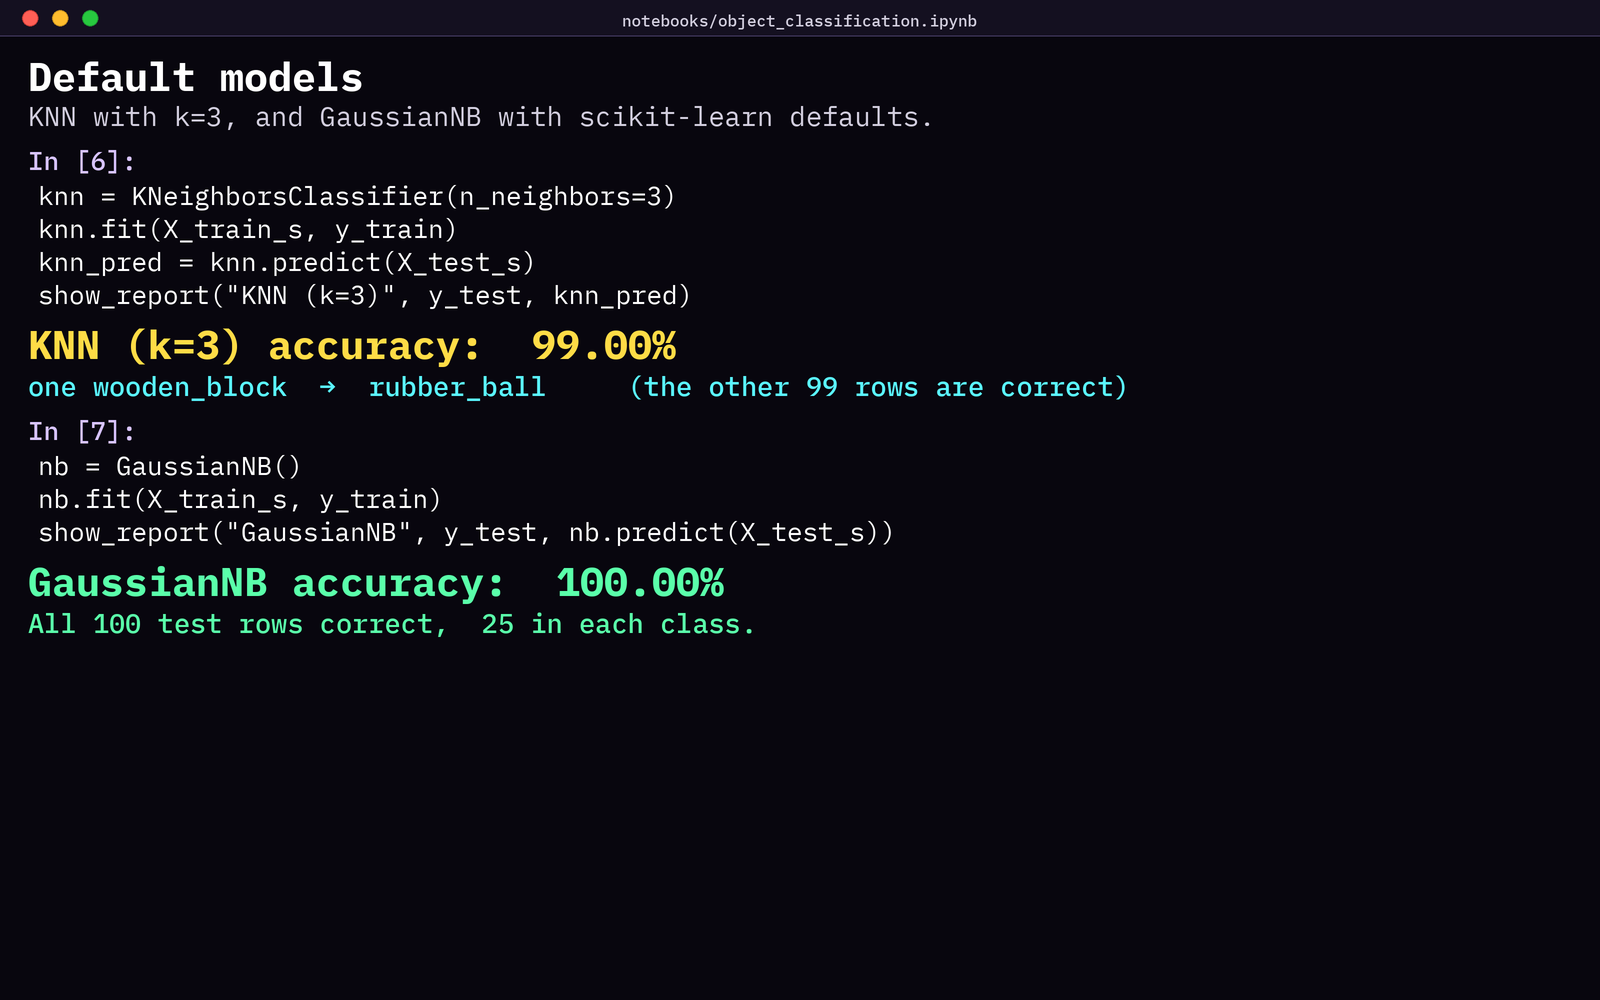 notebooks/object_classification.ipynb
Default models
KNN with k=3, and GaussianNB with scikit-learn defaults.
In [6]:
knn = KNeighborsClassifier(n_neighbors=3)
knn.fit(X_train_s, y_train)
knn_pred = knn.predict(X_test_s)
show_report("KNN (k=3)", y_test, knn_pred)
KNN (k=3) accuracy:  99.00%
one wooden_block  →  rubber_ball     (the other 99 rows are correct)
In [7]:
nb = GaussianNB()
nb.fit(X_train_s, y_train)
show_report("GaussianNB", y_test, nb.predict(X_test_s))
GaussianNB accuracy:  100.00%
All 100 test rows correct,  25 in each class.